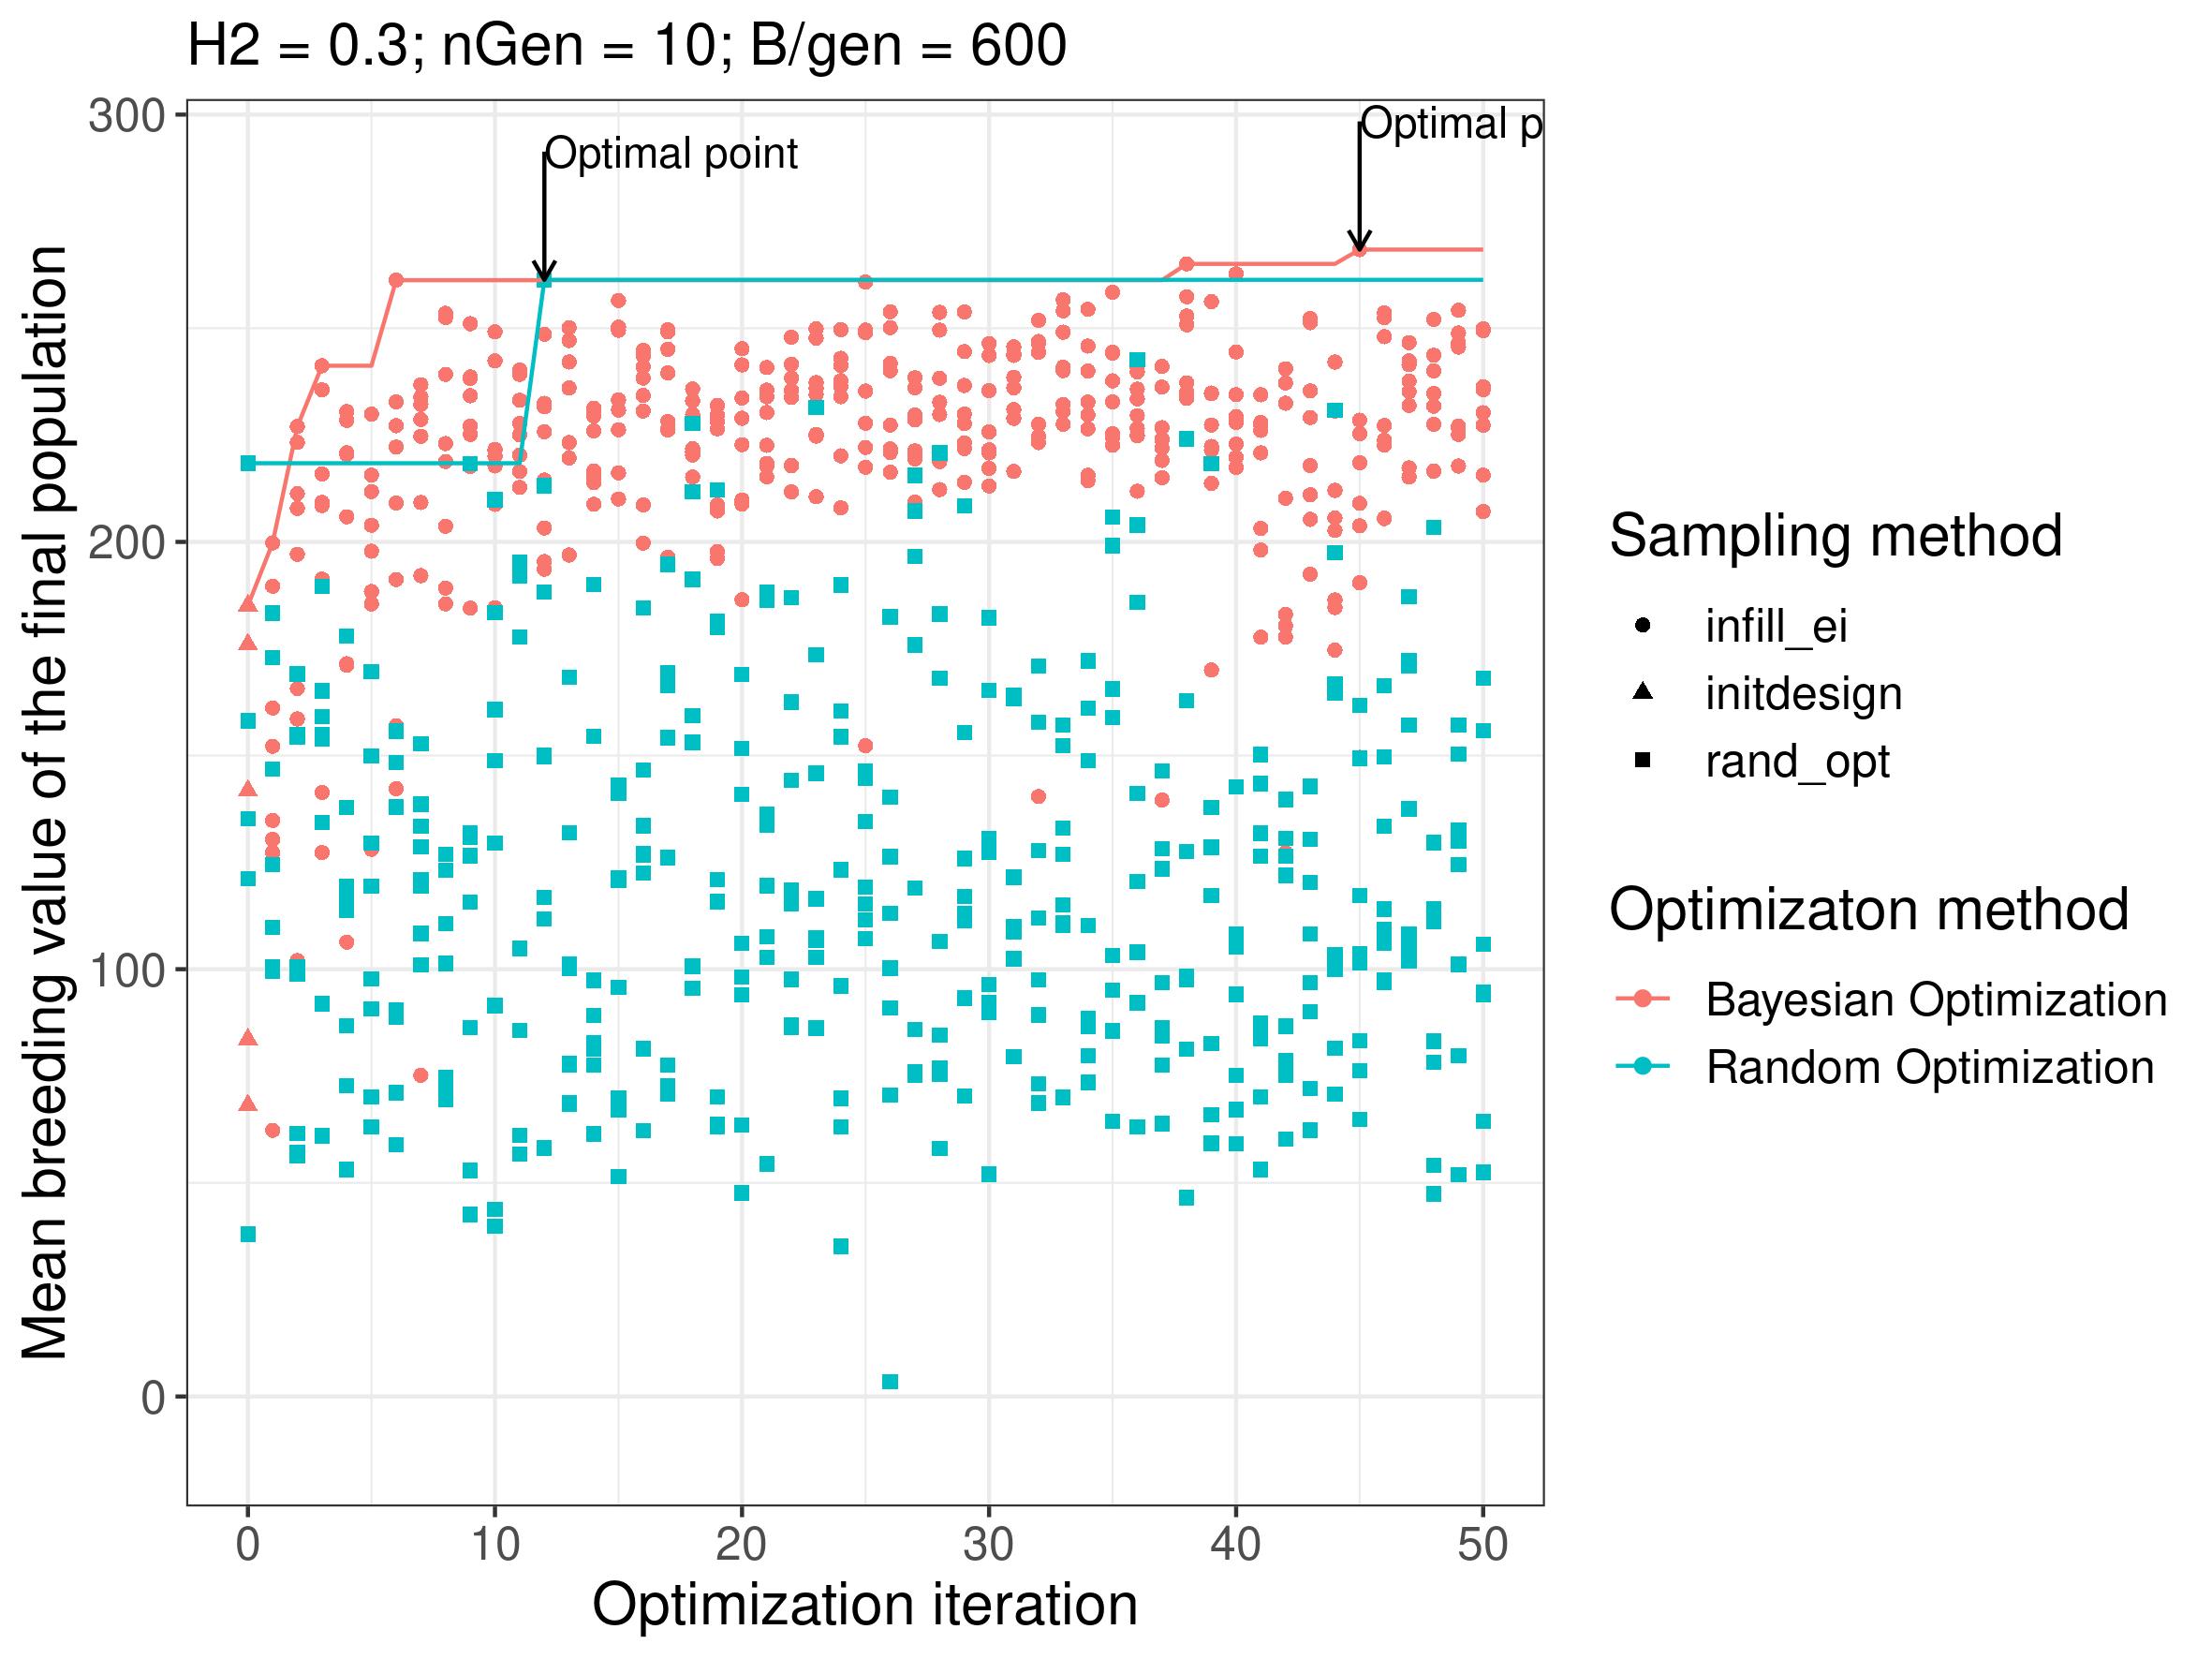 H2 = 0.3; nGen = 10; B/gen = 600
Mean breeding value of the final population
300
200
100
0
Optimal point
Optimal p
0 10 20 30 40 50
Optimization iteration
Sampling method
infill_ei
initdesign
rand_opt
Optimizaton method
Bayesian Optimization
Random Optimization